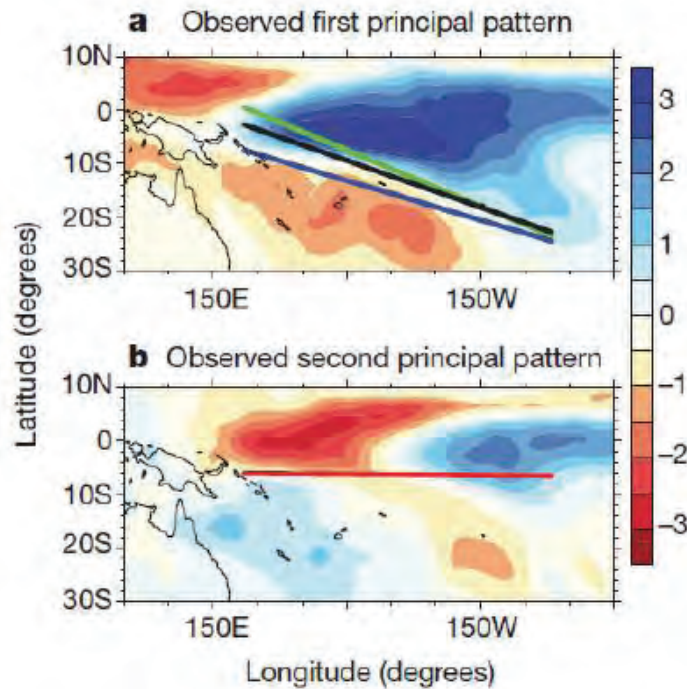 a Observed first principal pattern
10N
0
10S
20S
30S
150E
150W
3
2
1
0
−1
−2
−3
Latitude (degrees)
b Observed second principal pattern
10N
0
10S
20S
30S
150E
150W
Longitude (degrees)